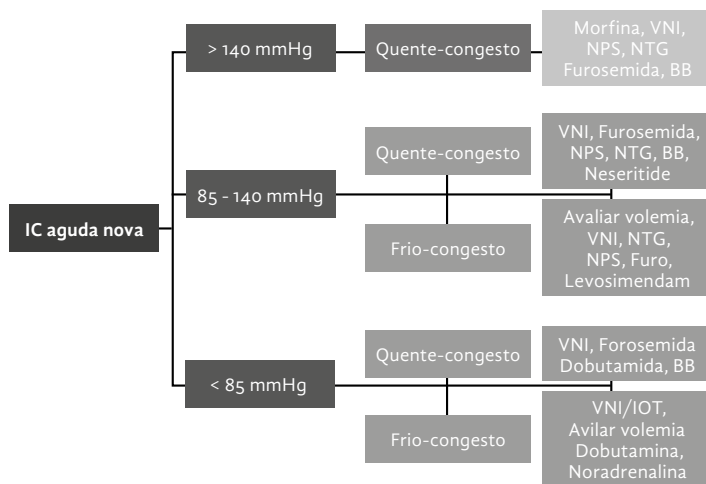 IC aguda nova
> 140 mmHg
Quente-congesto
Morfina, VNI,
NPS, NTG
Furosemida, BB
85 - 140 mmHg
Quente-congesto
VNI, Furosemida,
NPS, NTG, BB,
Neseritide
Frio-congesto
Avaliar volemia,
VNI, NTG,
NPS, Furo,
Levosimendam
< 85 mmHg
Quente-congesto
VNI, Forosemida
Dobutamida, BB
Frio-congesto
VNI/IOT,
Avilar volemia
Dobutamina,
Noradrenalina